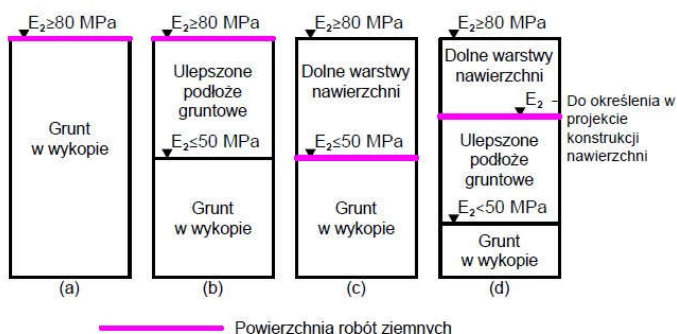 E₂≥80 MPa
Grunt
w wykopie
(a)
E₂≥80 MPa
Ulepszone
podłoże
gruntowe
E₂≤50 MPa
Grunt
w wykopie
(b)
E₂≥80 MPa
Dolne warstwy
nawierzchni
E₂≤50 MPa
Grunt
w wykopie
(c)
E₂≥80 MPa
Dolne warstwy
nawierzchni
E₂ - Do określenia w
projekcie
konstrukcji
nawierzchni
Ulepszone
podłoże
gruntowe
E₂<50 MPa
Grunt
w wykopie
(d)
Powierzchnia robót ziemnych